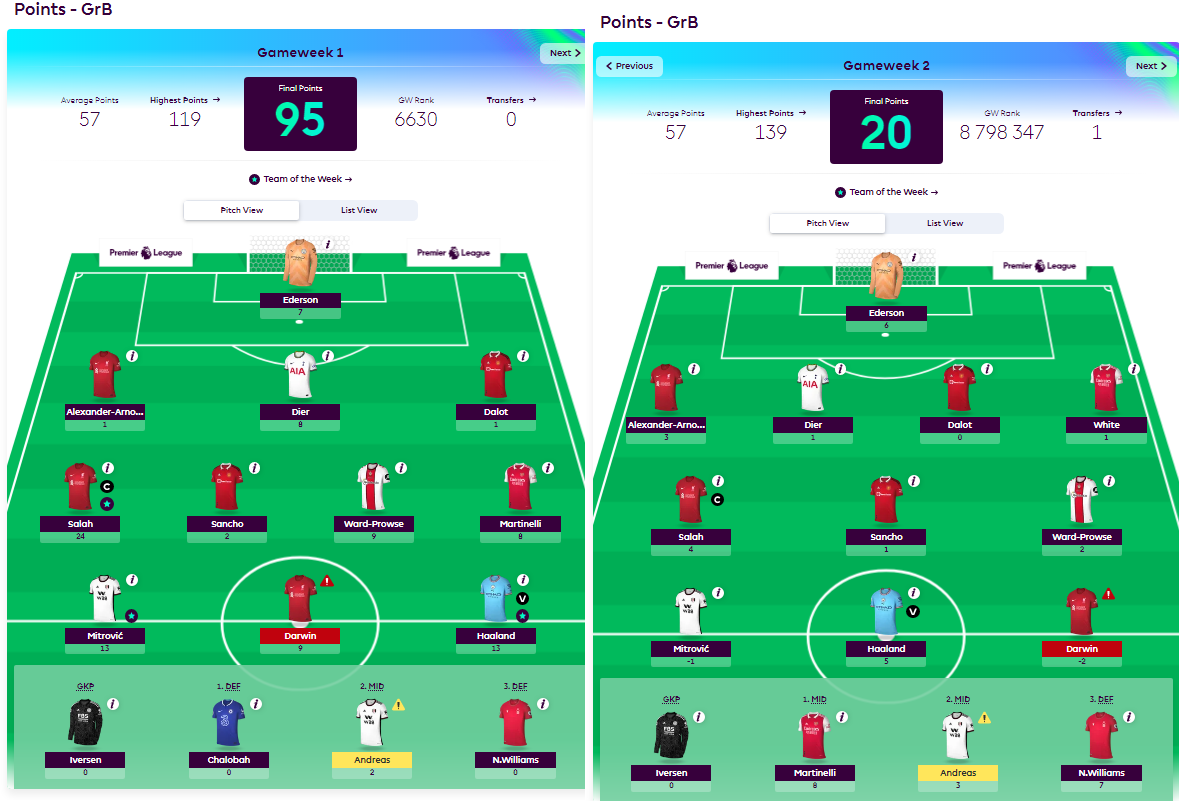 Points - GrB
Gameweek 1
Next
Average Points
57
Highest Points →
119
Final Points
95
GW Rank
6630
Transfers →
0
Team of the Week →
Pitch View
List View
Premier League
Premier League
Ederson
7
Alexander-Arno...
1
Dier
8
Dalot
1
Salah
24
Sancho
2
Ward-Prowse
9
Martinelli
8
Mitrović
13
Darwin
9
Haaland
13
C
V
AIA
GKP
1. DEF
2. MID
3. DEF
Iversen
0
Chalobah
0
Andreas
2
N.Williams
0
Points - GrB
Previous
Gameweek 2
Next
Average Points
57
Highest Points →
139
Final Points
20
GW Rank
8 798 347
Transfers →
1
Team of the Week →
Pitch View
List View
Premier League
Premier League
Ederson
6
Alexander-Arno...
3
Dier
1
Dalot
0
White
1
Salah
4
Sancho
1
Ward-Prowse
2
Mitrović
-1
Haaland
5
Darwin
-2
C
V
AIA
GKP
1. MID
2. MID
3. DEF
Iversen
0
Martinelli
8
Andreas
3
N.Williams
7